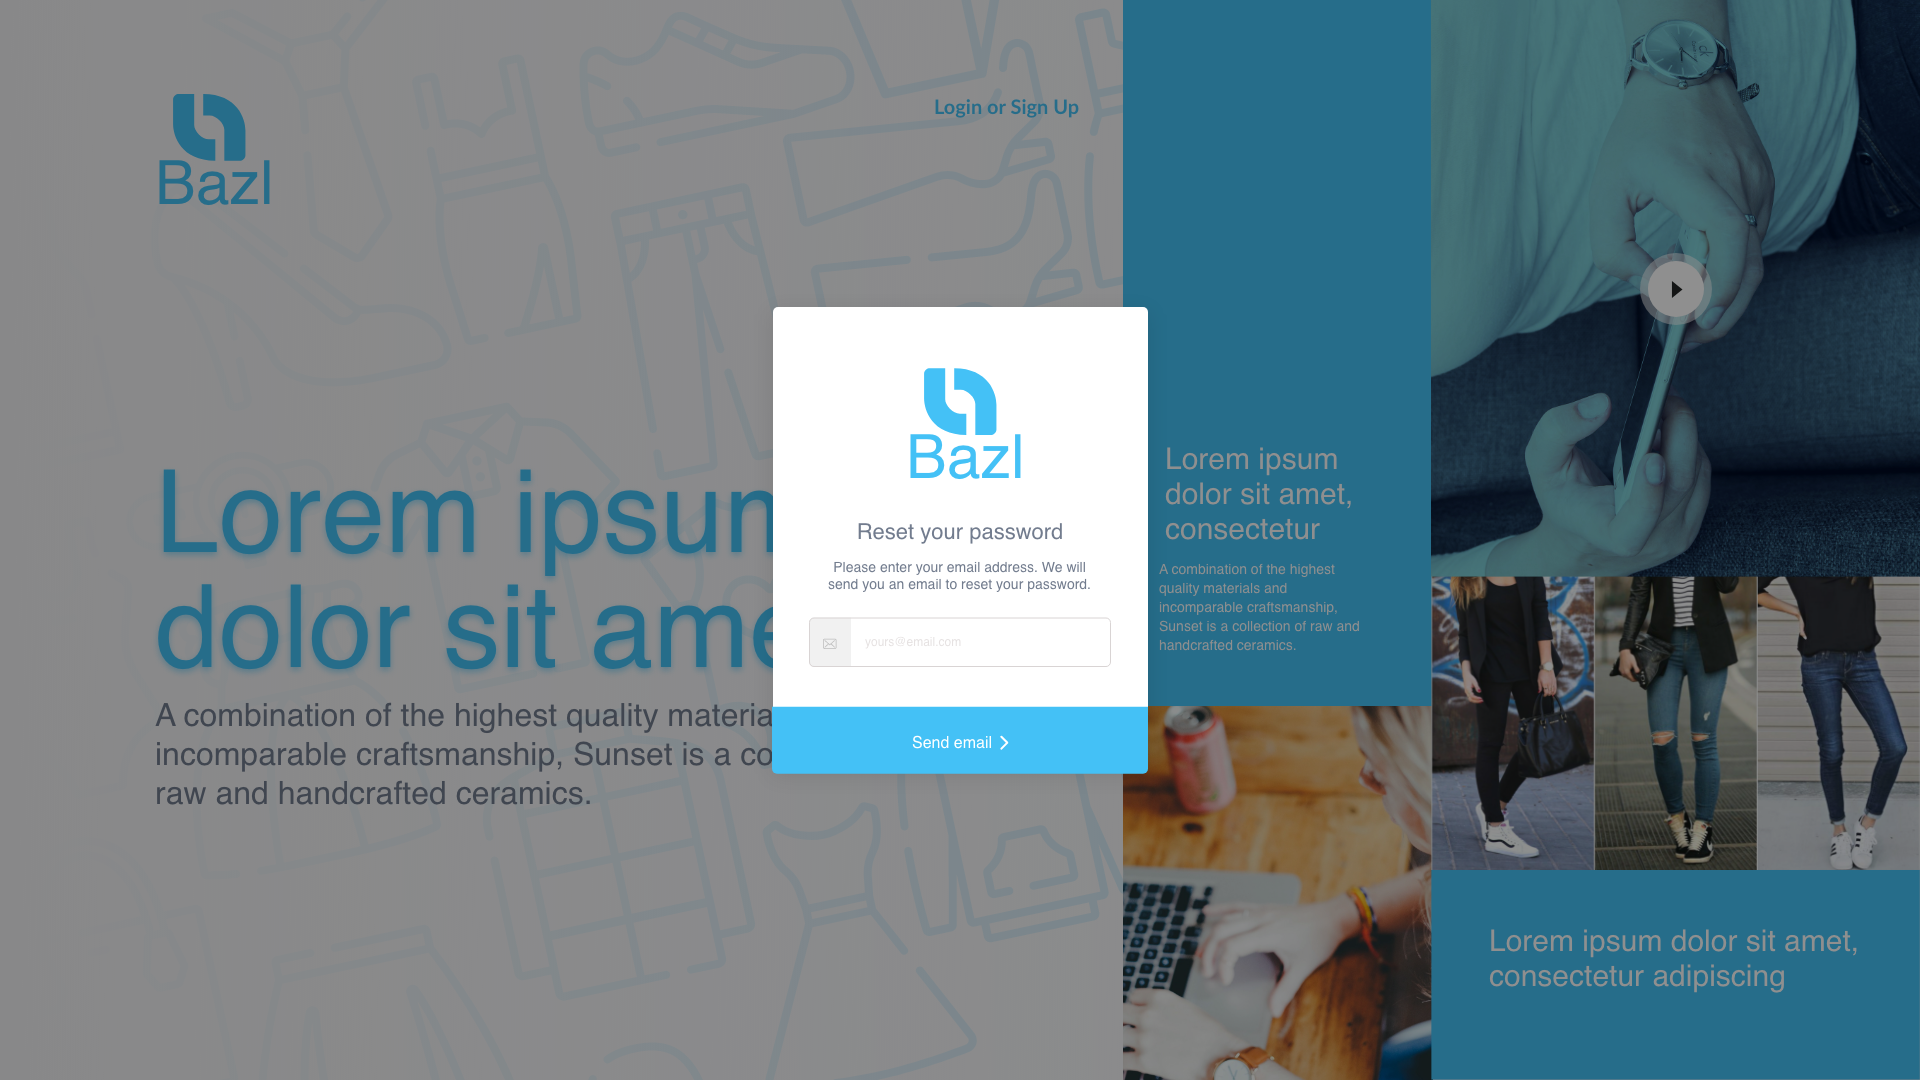 Login or Sign Up
Bazl
Lorem ipsum
dolor sit ame
A combination of the highest quality materia
incomparable craftsmanship, Sunset is a co
raw and handcrafted ceramics.
Bazl
Reset your password
Please enter your email address. We will
send you an email to reset your password.
yours@email.com
Send email
Lorem ipsum
dolor sit amet,
consectetur
A combination of the highest
quality materials and
incomparable craftsmanship,
Sunset is a collection of raw and
handcrafted ceramics.
Lorem ipsum dolor sit amet,
consectetur adipiscing